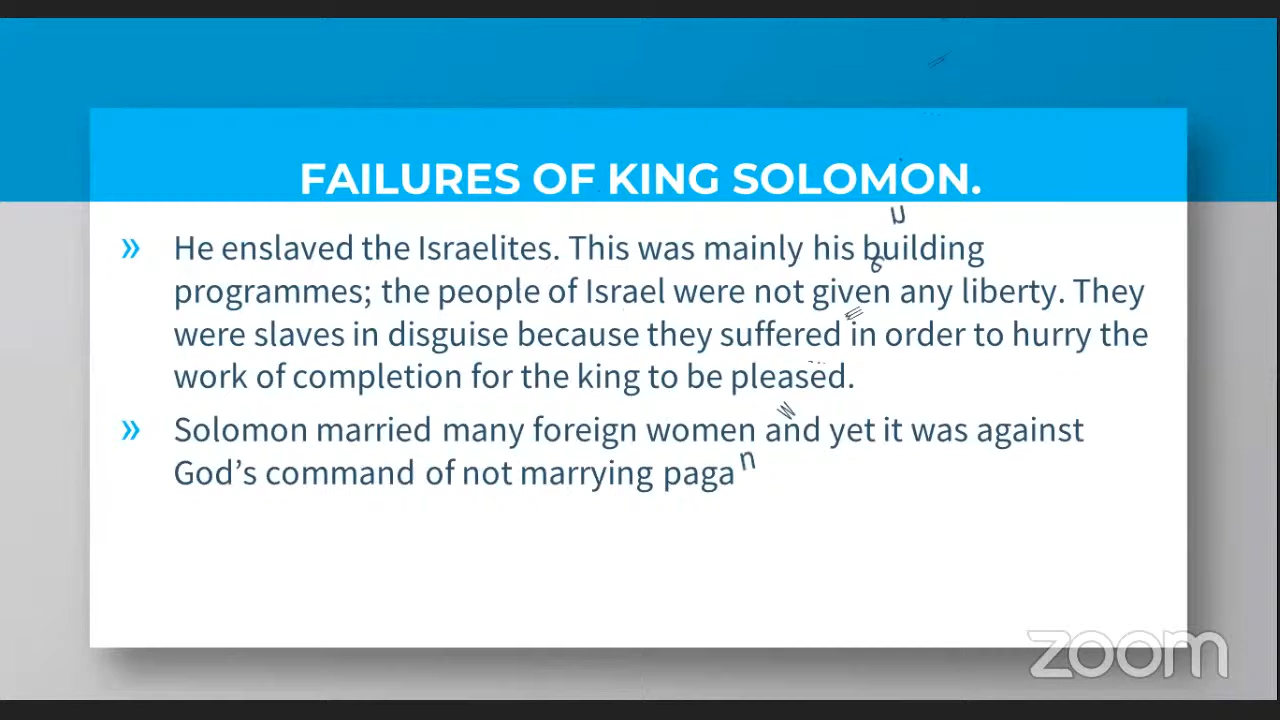 FAILURES OF KING SOLOMON.
» He enslaved the Israelites. This was mainly his building
programmes; the people of Israel were not given any liberty. They
were slaves in disguise because they suffered in order to hurry the
work of completion for the king to be pleased.
» Solomon married many foreign women and yet it was against
God’s command of not marrying pagan
zoom